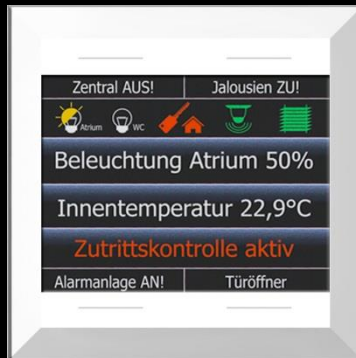 Zentral AUS! Jalousien ZU!
Atrium WC
Beleuchtung Atrium 50%
Innentemperatur 22,9°C
Zutrittskontrolle aktiv
Alarmanlage AN! Türöffner